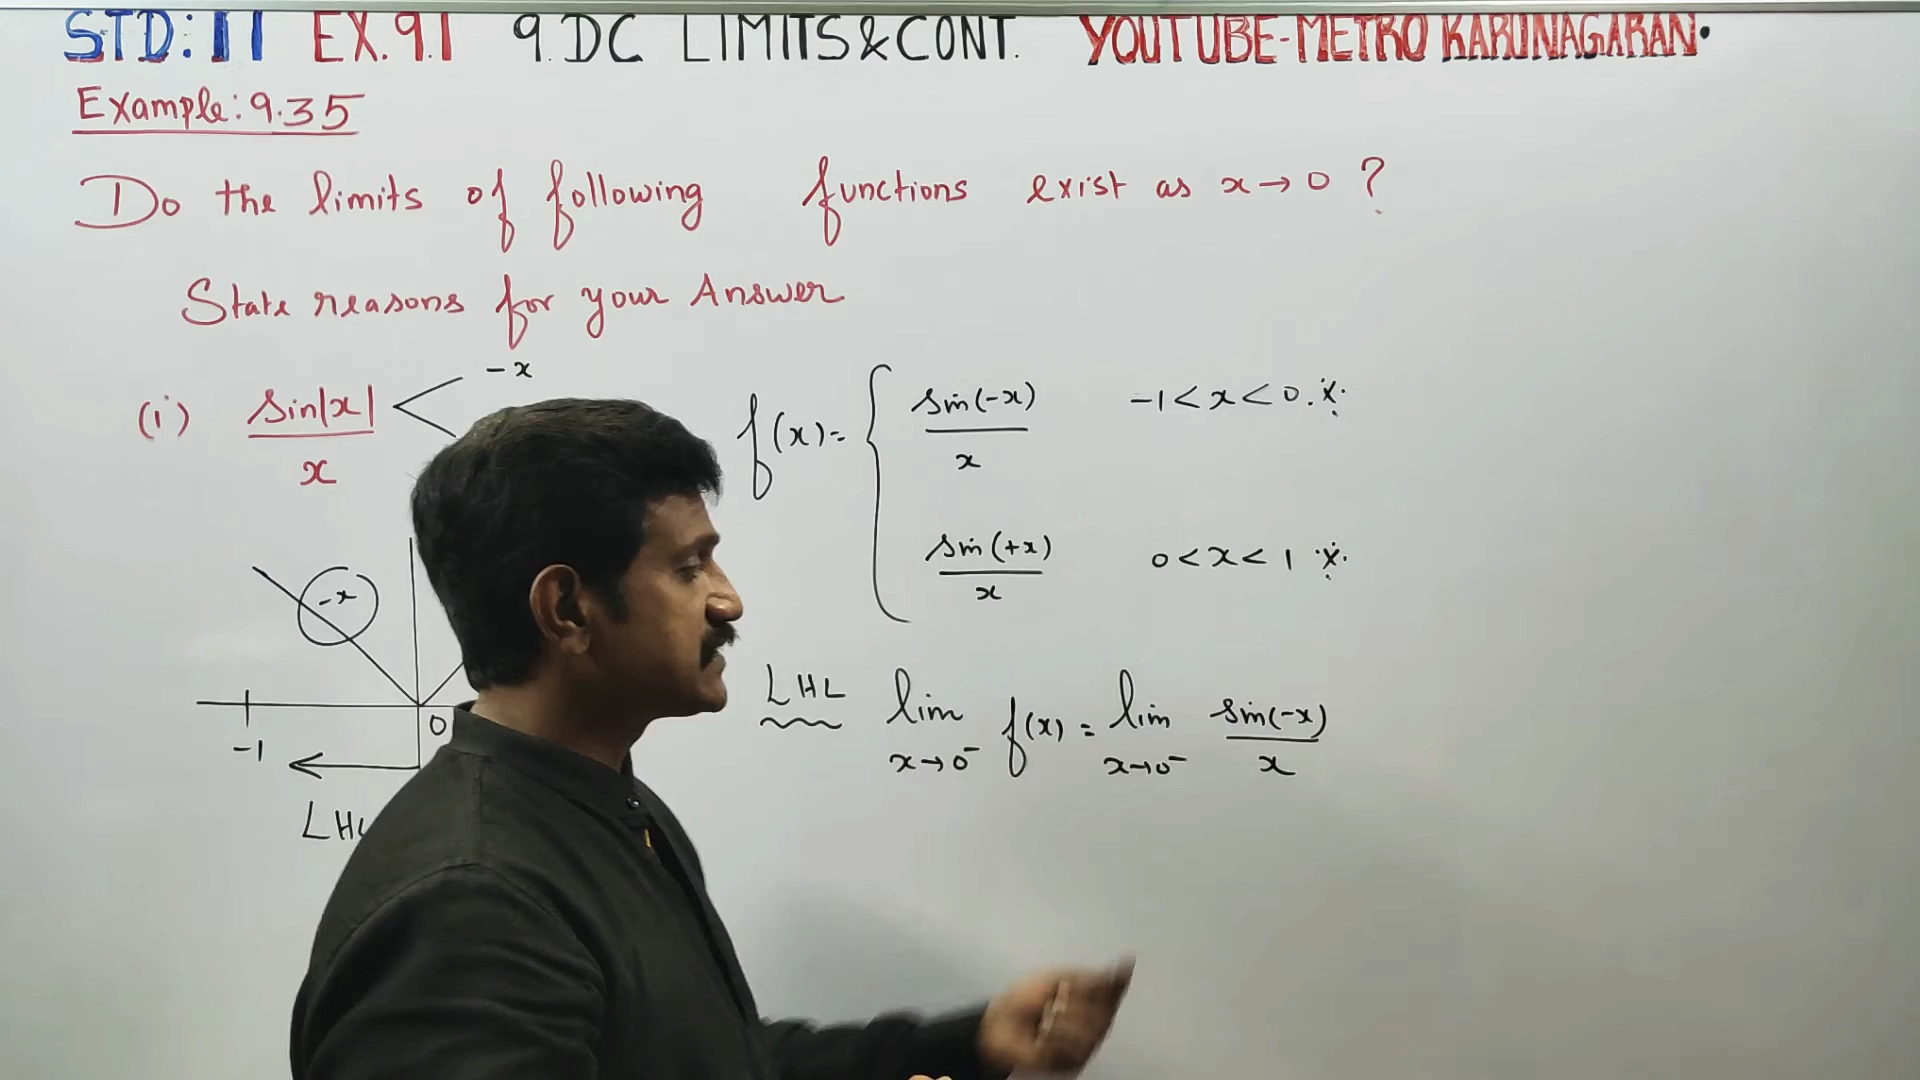 STD: 11 EX.9.1 9.DC LIMITS & CONT. YOUTUBE-METRO KARUNAGARAN.
Example: 9.35
Do the limits of following functions exist as x→0 ?
State reasons for your Answer
(i) sin|x| / x
-x
f(x) = { sin(-x) / x -1<x<0
sin(+x) / x 0<x<1
-x
-1 0
LHL
LHL lim x→0⁻ f(x) = lim x→0⁻ sin(-x) / x